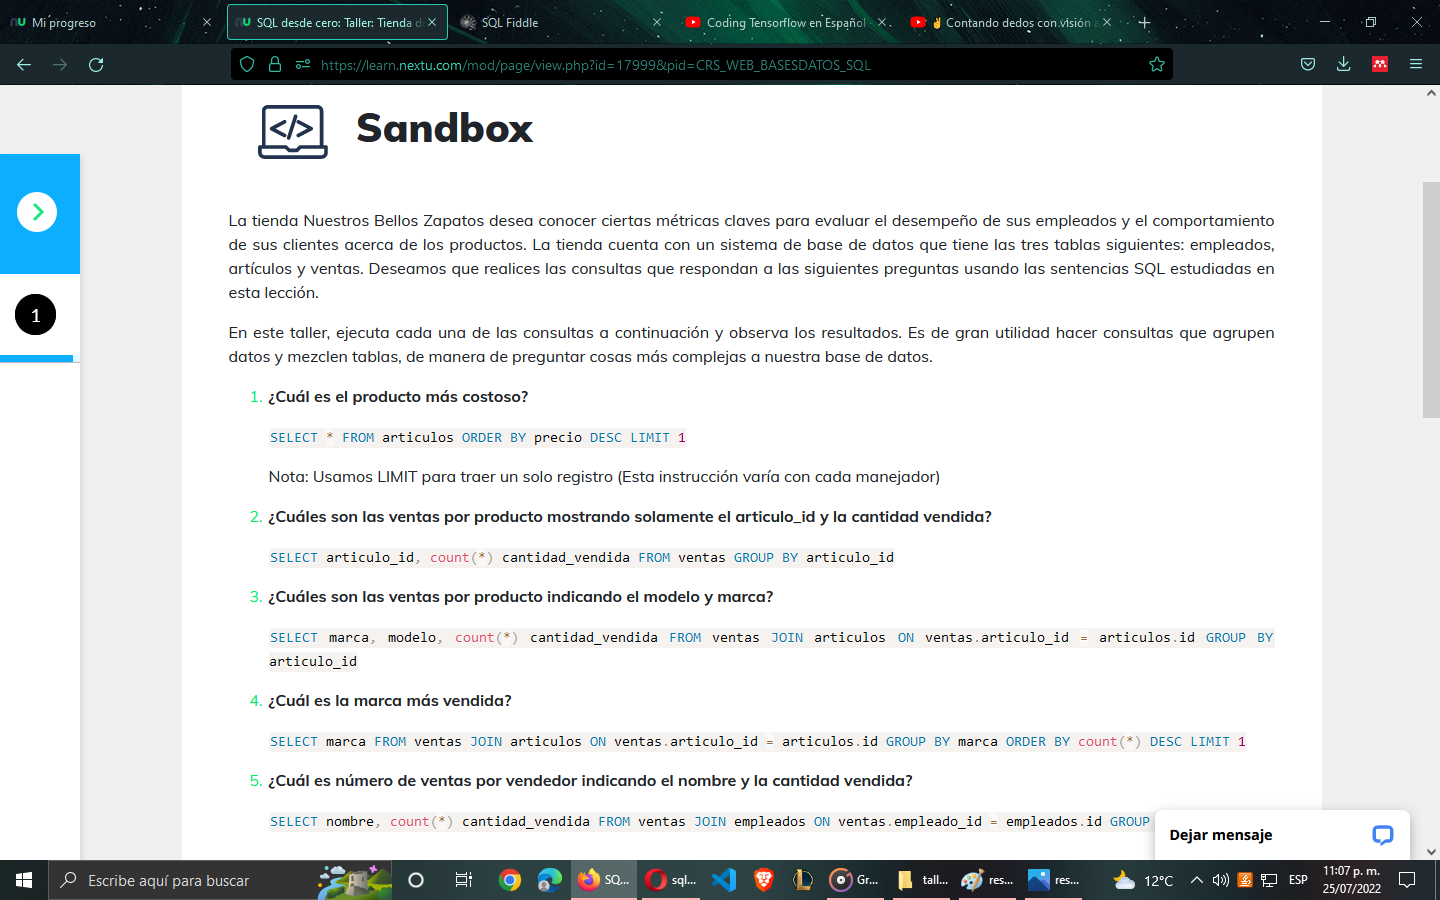 Mi progreso
SQL desde cero: Taller: Tienda d
SQL Fiddle
Coding Tensorflow en Español
Contando dedos con visión a
https://learn.nextu.com/mod/page/view.php?id=17999&pid=CRS_WEB_BASESDATOS_SQL
Sandbox
1
La tienda Nuestros Bellos Zapatos desea conocer ciertas métricas claves para evaluar el desempeño de sus empleados y el comportamiento
de sus clientes acerca de los productos. La tienda cuenta con un sistema de base de datos que tiene las tres tablas siguientes: empleados,
artículos y ventas. Deseamos que realices las consultas que respondan a las siguientes preguntas usando las sentencias SQL estudiadas en
esta lección.
En este taller, ejecuta cada una de las consultas a continuación y observa los resultados. Es de gran utilidad hacer consultas que agrupen
datos y mezclen tablas, de manera de preguntar cosas más complejas a nuestra base de datos.
1. ¿Cuál es el producto más costoso?
SELECT * FROM articulos ORDER BY precio DESC LIMIT 1
Nota: Usamos LIMIT para traer un solo registro (Esta instrucción varía con cada manejador)
2. ¿Cuáles son las ventas por producto mostrando solamente el articulo_id y la cantidad vendida?
SELECT articulo_id, count(*) cantidad_vendida FROM ventas GROUP BY articulo_id
3. ¿Cuáles son las ventas por producto indicando el modelo y marca?
SELECT marca, modelo, count(*) cantidad_vendida FROM ventas JOIN articulos ON ventas.articulo_id = articulos.id GROUP BY
articulo_id
4. ¿Cuál es la marca más vendida?
SELECT marca FROM ventas JOIN articulos ON ventas.articulo_id = articulos.id GROUP BY marca ORDER BY count(*) DESC LIMIT 1
5. ¿Cuál es número de ventas por vendedor indicando el nombre y la cantidad vendida?
SELECT nombre, count(*) cantidad_vendida FROM ventas JOIN empleados ON ventas.empleado_id = empleados.id GROUP
Dejar mensaje
Escribe aquí para buscar
SQ...
sql...
Gr...
tall...
res...
res...
12°C
ESP
11:07 p. m.
25/07/2022